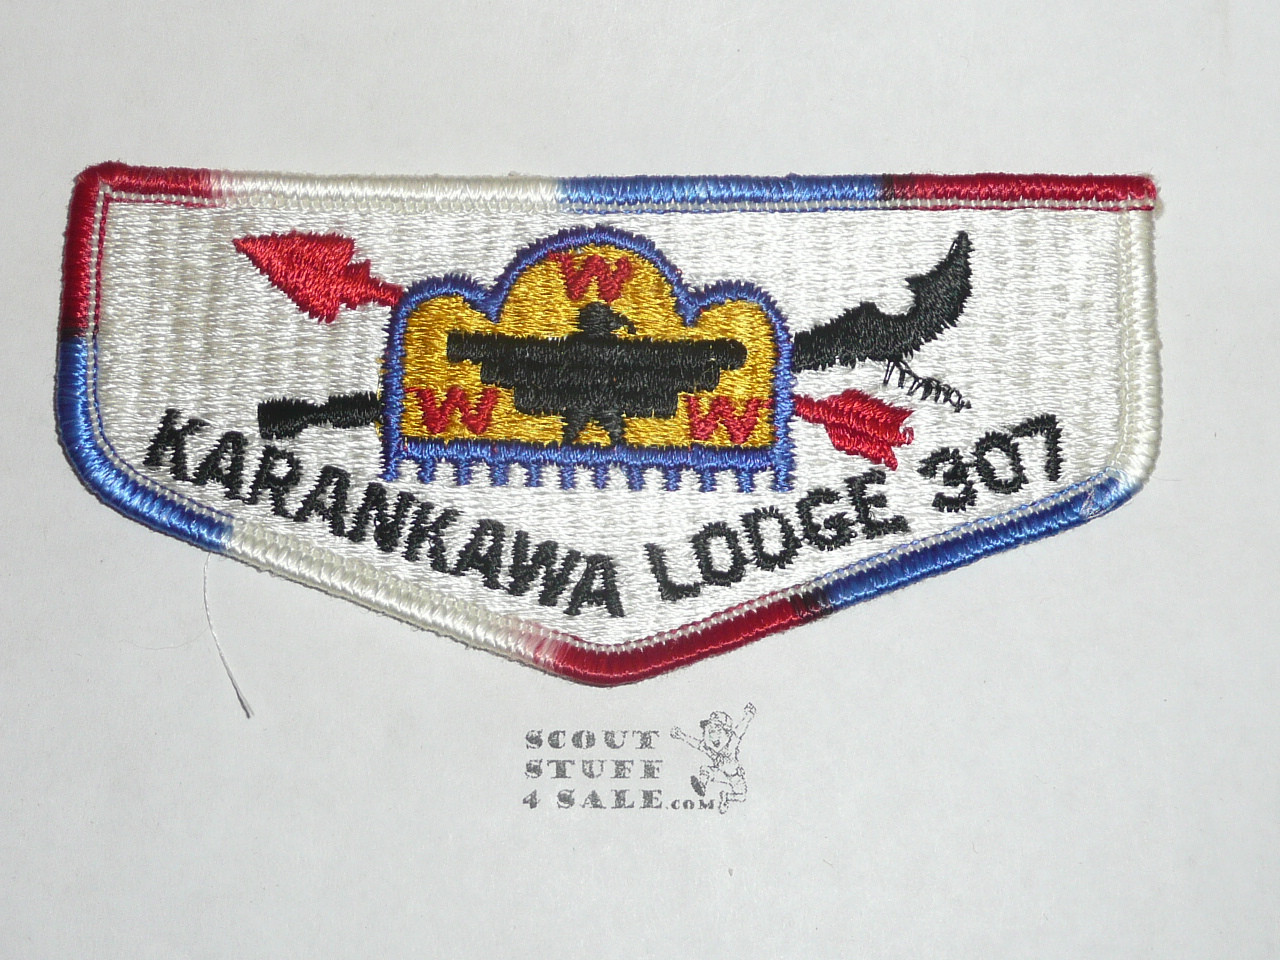 W
W W
KARANKAWA LODGE 307
SCOUT
STUFF
4 SALE.COM